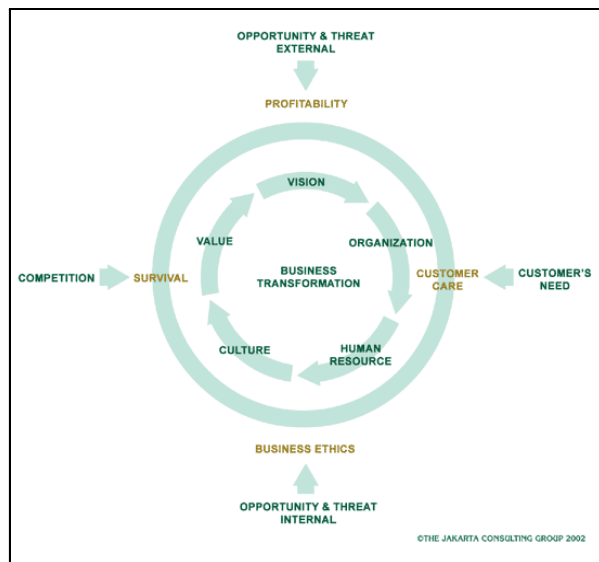 OPPORTUNITY & THREAT
EXTERNAL
PROFITABILITY
VISION
VALUE
ORGANIZATION
BUSINESS
TRANSFORMATION
COMPETITION
SURVIVAL
CUSTOMER
CARE
CUSTOMER'S
NEED
CULTURE
HUMAN
RESOURCE
BUSINESS ETHICS
OPPORTUNITY & THREAT
INTERNAL
©THE JAKARTA CONSULTING GROUP 2002